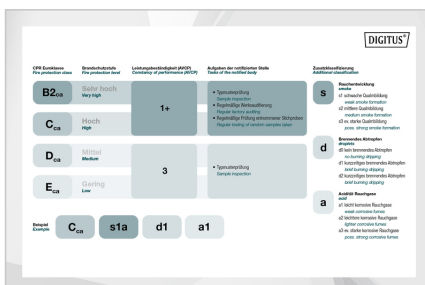 DIGITUS®
CPR Euroklasse
Fire protection class
Brandschutzstufe
Fire protection level
Leistungsbeständigkeit (AVCP)
Constancy of performance (AVCP)
Aufgaben der notifizierten Stelle
Tasks of the notified body
Zusatzklassifizierung
Additional classification
B2ca
Sehr hoch
Very high
Cca
Hoch
High
1+
• Typmusterprüfung
Sample inspection
• Regelmäßige Werksauditierung
Regular factory auditing
• Regelmäßige Prüfung entnommener Stichproben
Regular testing of random samples taken
Dca
Mittel
Medium
Eca
Gering
Low
3
• Typmusterprüfung
Sample inspection
s
Rauchentwicklung
smoke
s1 schwache Qualmbildung
weak smoke formation
s2 mittlere Qualmbildung
medium smoke formation
s3 ev. starke Qualmbildung
poss. strong smoke formation
d
Brennendes Abtropfen
droplets
d0 kein brennendes Abtropfen
no burning dripping
d1 kurzzeitiges brennendes Abtropfen
brief burning dripping
d2 kurzzeitiges brennendes Abtropfen
brief burning dripping
a
Acidität Rauchgase
acid
a1 leicht korrosive Rauchgase
weak corrosive fumes
a2 leichtere korrosive Rauchgase
lighter corrosive fumes
a3 ev. starke korrosive Rauchgase
poss. strong corrosive fumes
Beispiel
Example
Cca
s1a
d1
a1